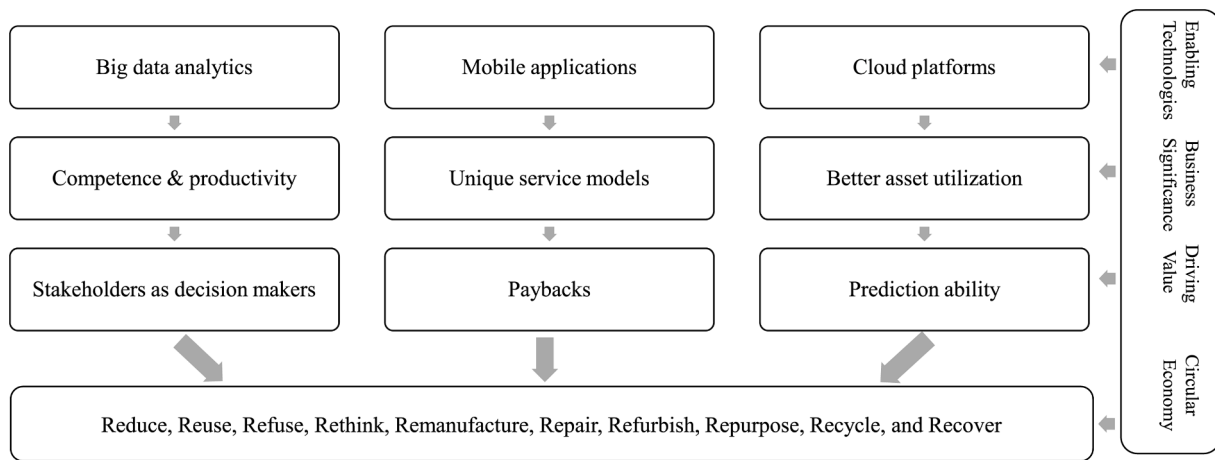 Big data analytics
Mobile applications
Cloud platforms
Enabling
Technologies
Competence & productivity
Unique service models
Better asset utilization
Business
Significance
Stakeholders as decision makers
Paybacks
Prediction ability
Driving
Value
Reduce, Reuse, Refuse, Rethink, Remanufacture, Repair, Refurbish, Repurpose, Recycle, and Recover
Circular
Economy